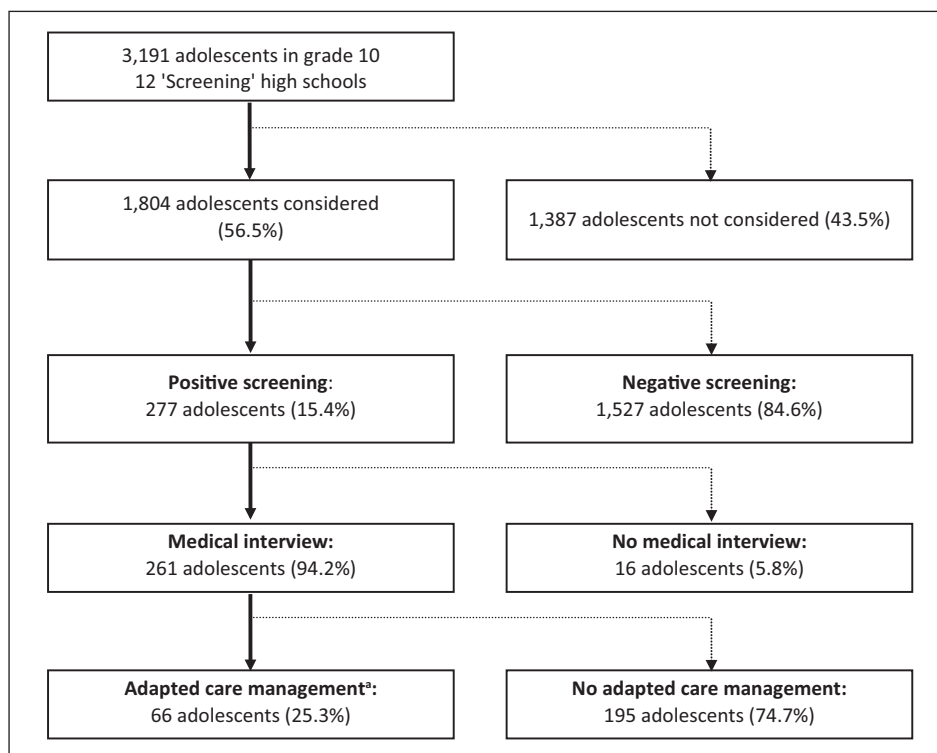 3,191 adolescents in grade 10
12 'Screening' high schools
1,804 adolescents considered
(56.5%)
1,387 adolescents not considered (43.5%)
Positive screening:
277 adolescents (15.4%)
Negative screening:
1,527 adolescents (84.6%)
Medical interview:
261 adolescents (94.2%)
No medical interview:
16 adolescents (5.8%)
Adapted care managementᵃ:
66 adolescents (25.3%)
No adapted care management:
195 adolescents (74.7%)